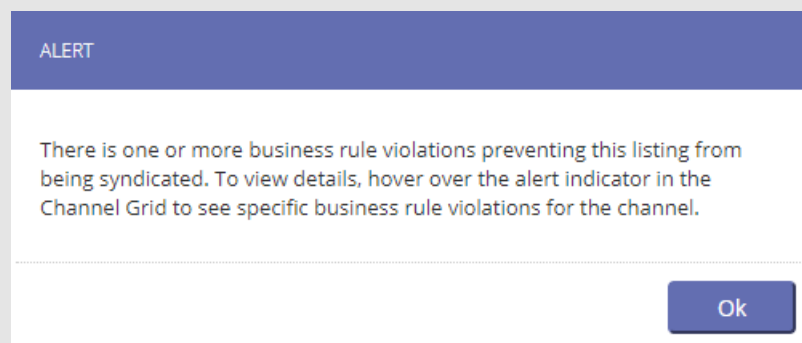 ALERT
There is one or more business rule violations preventing this listing from
being syndicated. To view details, hover over the alert indicator in the
Channel Grid to see specific business rule violations for the channel.
Ok